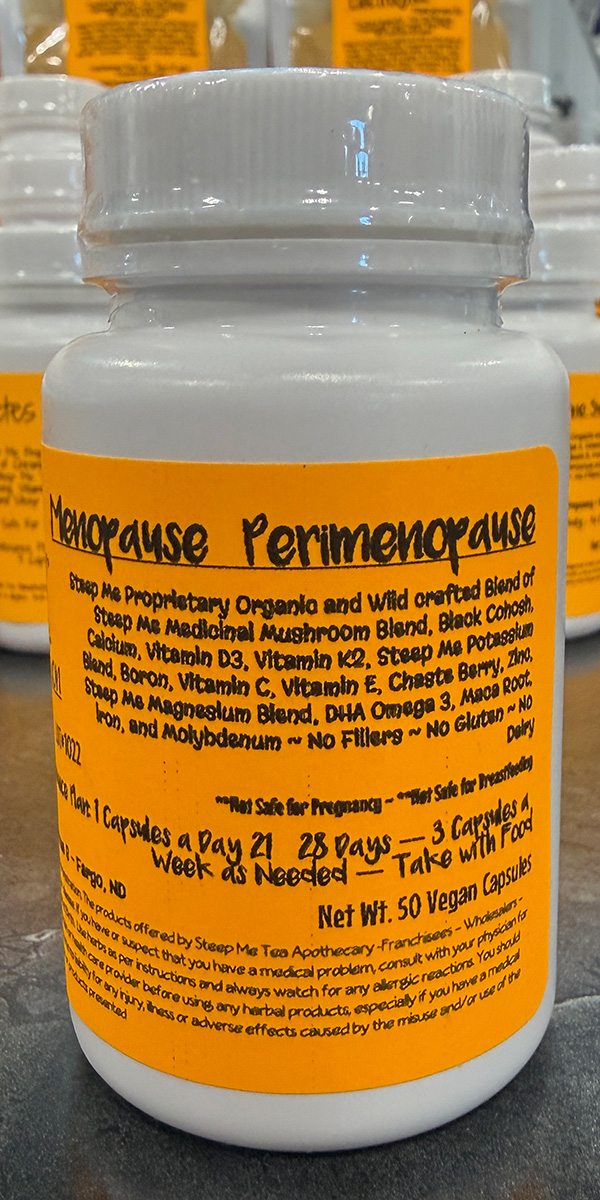 Menopause Perimenopause
Steep Me Proprietary Organic and Wild crafted Blend of
Steep Me Medicinal Mushroom Blend, Black Cohosh,
Calcium, Vitamin D3, Vitamin K2, Steep Me Potassium
Blend, Boron, Vitamin C, Vitamin E, Chaste Berry, Zinc,
Steep Me Magnesium Blend, DHA Omega 3, Maca Root,
Iron, and Molybdenum ~ No Fillers ~ No Gluten ~ No
Dairy
**Not Safe for Pregnancy ~ **Not Safe for Breastfeeding
1 Capsules a Day 21 28 Days — 3 Capsules a
Week as Needed — Take with Food
- Fargo, ND
Net Wt. 50 Vegan Capsules
The products offered by Steep Me Tea Apothecary -Franchisees - Wholesalers -
if you have or suspect that you have a medical problem, consult with your physician for
Use herbs as per instructions and always watch for any allergic reactions. You should
care provider before using any herbal products, especially if you have a medical
for any injury, illness or adverse effects caused by the misuse and/or use of the
products presented